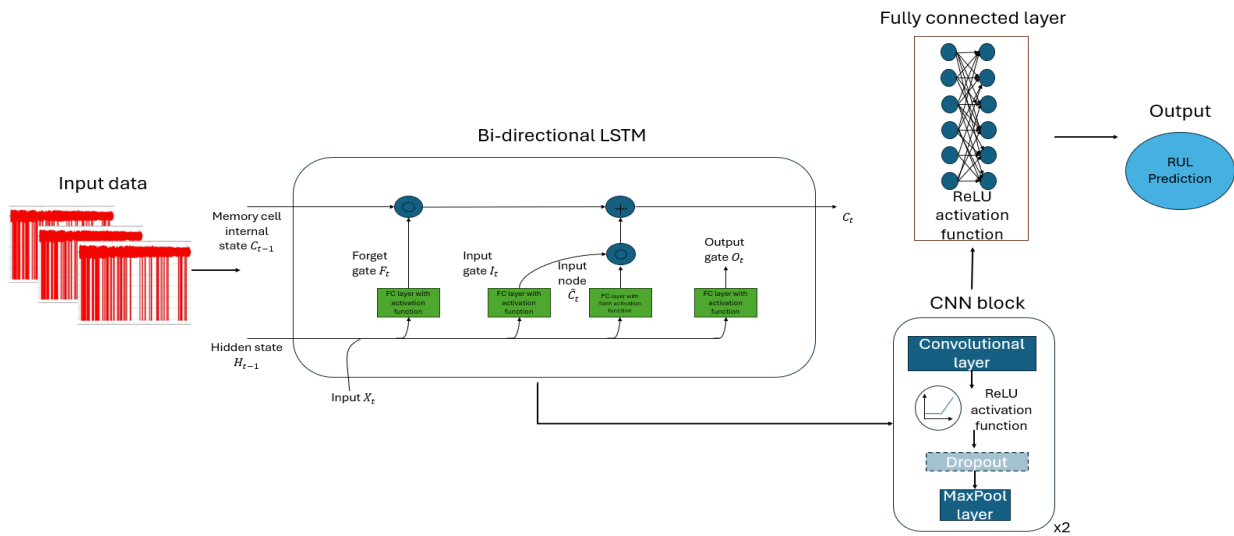 Fully connected layer
Bi-directional LSTM
Output
Input data
RUL
Prediction
ReLU
activation
function
Memory cell
internal
state C_{t−1}
C_t
Forget
gate F_t
Input
gate I_t
Input
node
C̃_t
Output
gate O_t
FC layer with
activation
function
FC layer with
activation
function
FC layer with
Tanh activation
function
FC layer with
activation
function
CNN block
Hidden state
H_{t−1}
Input X_t
Convolutional
layer
ReLU
activation
function
Dropout
MaxPool
layer
x2